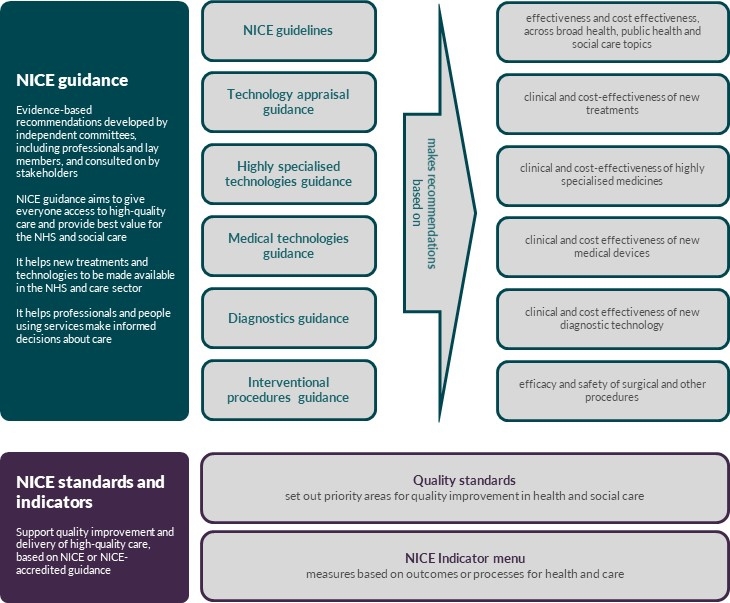 NICE guidance
Evidence-based
recommendations developed by
independent committees,
including professionals and lay
members, and consulted on by
stakeholders
NICE guidance aims to give
everyone access to high-quality
care and provide best value for
the NHS and social care
It helps new treatments and
technologies to be made available
in the NHS and care sector
It helps professionals and people
using services make informed
decisions about care
NICE guidelines
Technology appraisal
guidance
Highly specialised
technologies guidance
Medical technologies
guidance
Diagnostics guidance
Interventional
procedures guidance
makes recommendations
based on
effectiveness and cost effectiveness,
across broad health, public health and
social care topics
clinical and cost-effectiveness of new
treatments
clinical and cost-effectiveness of highly
specialised medicines
clinical and cost effectiveness of new
medical devices
clinical and cost effectiveness of new
diagnostic technology
efficacy and safety of surgical and other
procedures
NICE standards and
indicators
Support quality improvement and
delivery of high-quality care,
based on NICE or NICE-
accredited guidance
Quality standards
set out priority areas for quality improvement in health and social care
NICE Indicator menu
measures based on outcomes or processes for health and care